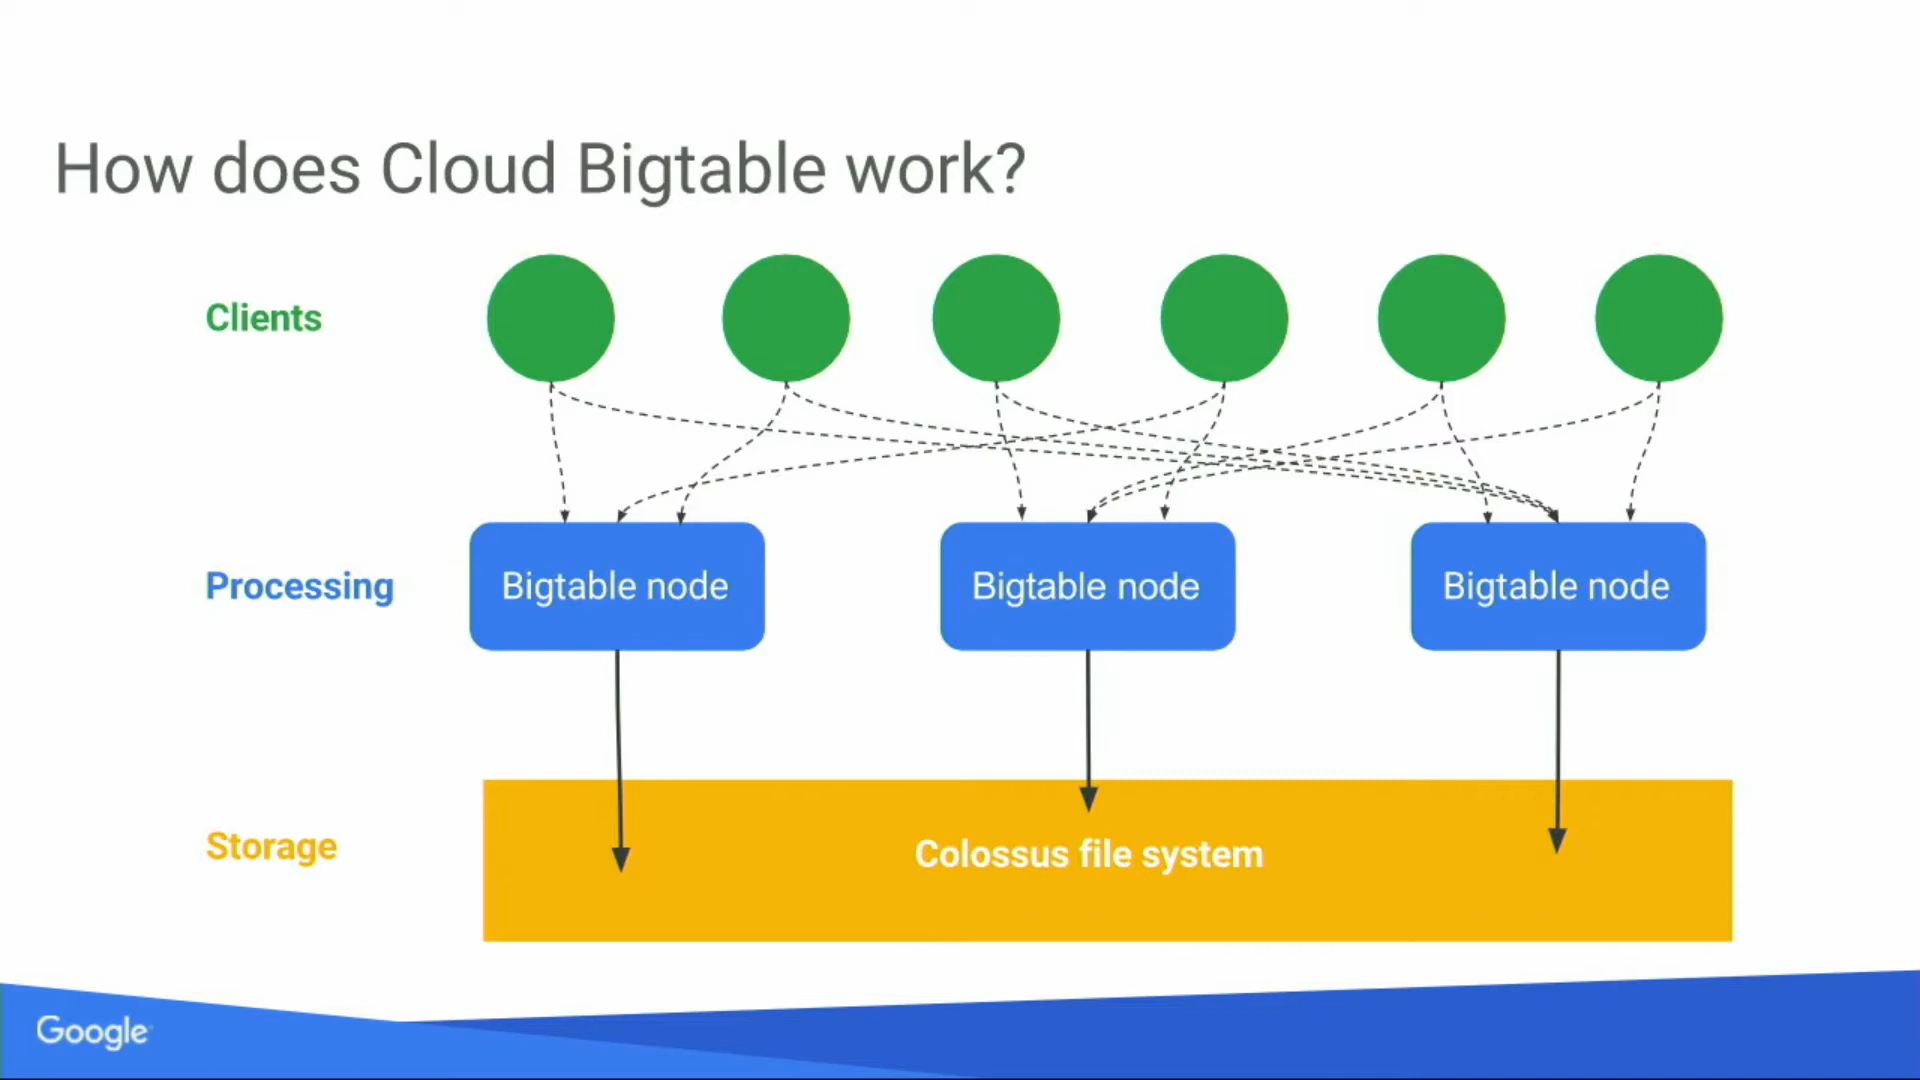 How does Cloud Bigtable work?
Clients
Processing
Bigtable node
Bigtable node
Bigtable node
Storage
Colossus file system
Google